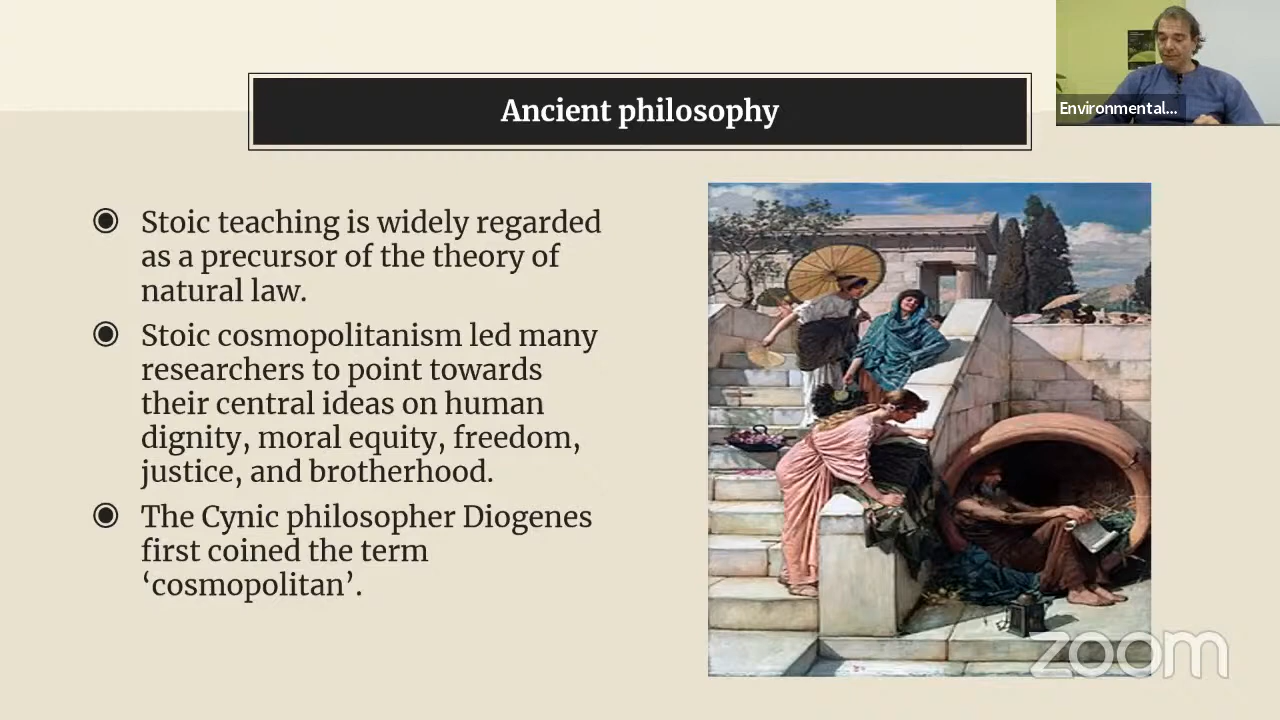 Ancient philosophy
Environmental...
Stoic teaching is widely regarded
as a precursor of the theory of
natural law.
Stoic cosmopolitanism led many
researchers to point towards
their central ideas on human
dignity, moral equity, freedom,
justice, and brotherhood.
The Cynic philosopher Diogenes
first coined the term
‘cosmopolitan’.
zoom